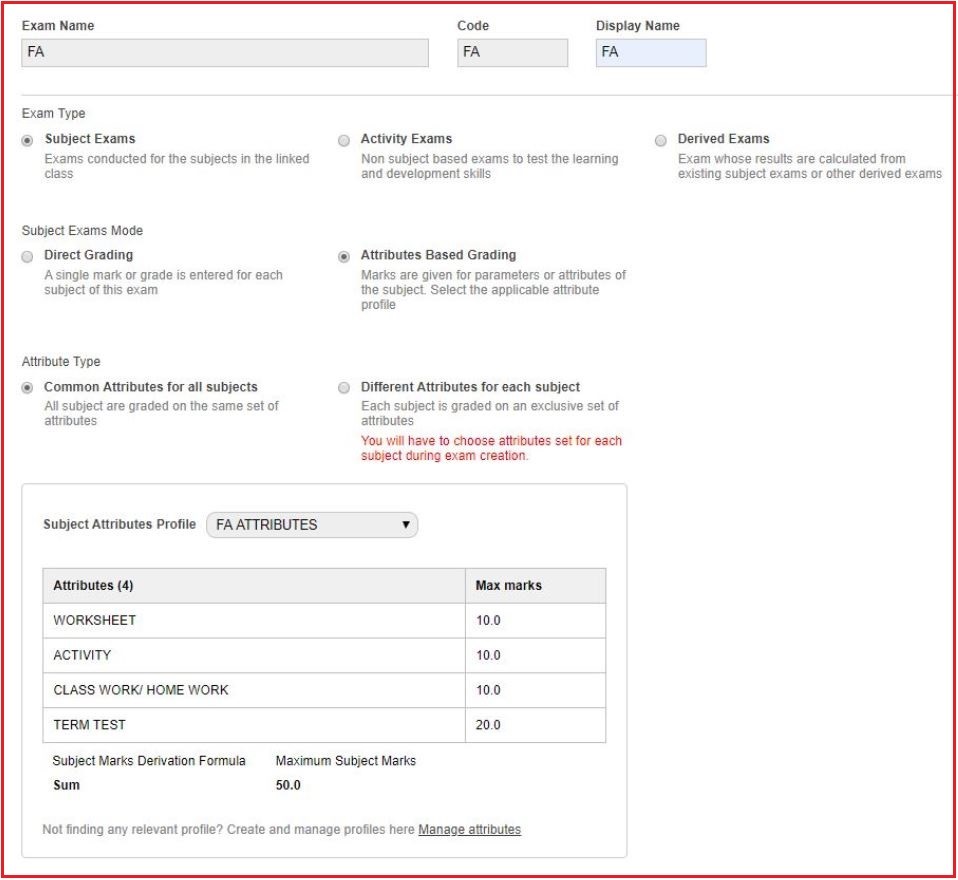 Exam Name Code Display Name
FA FA FA
Exam Type
Subject Exams Activity Exams Derived Exams
Exams conducted for the subjects in the linked Non subject based exams to test the learning Exam whose results are calculated from
class and development skills existing subject exams or other derived exams
Subject Exams Mode
Direct Grading Attributes Based Grading
A single mark or grade is entered for each Marks are given for parameters or attributes of
subject of this exam the subject. Select the applicable attribute
profile
Attribute Type
Common Attributes for all subjects Different Attributes for each subject
All subject are graded on the same set of Each subject is graded on an exclusive set of
attributes attributes
You will have to choose attributes set for each
subject during exam creation.
Subject Attributes Profile FA ATTRIBUTES
Attributes (4) Max marks
WORKSHEET 10.0
ACTIVITY 10.0
CLASS WORK/ HOME WORK 10.0
TERM TEST 20.0
Subject Marks Derivation Formula Maximum Subject Marks
Sum 50.0
Not finding any relevant profile? Create and manage profiles here Manage attributes